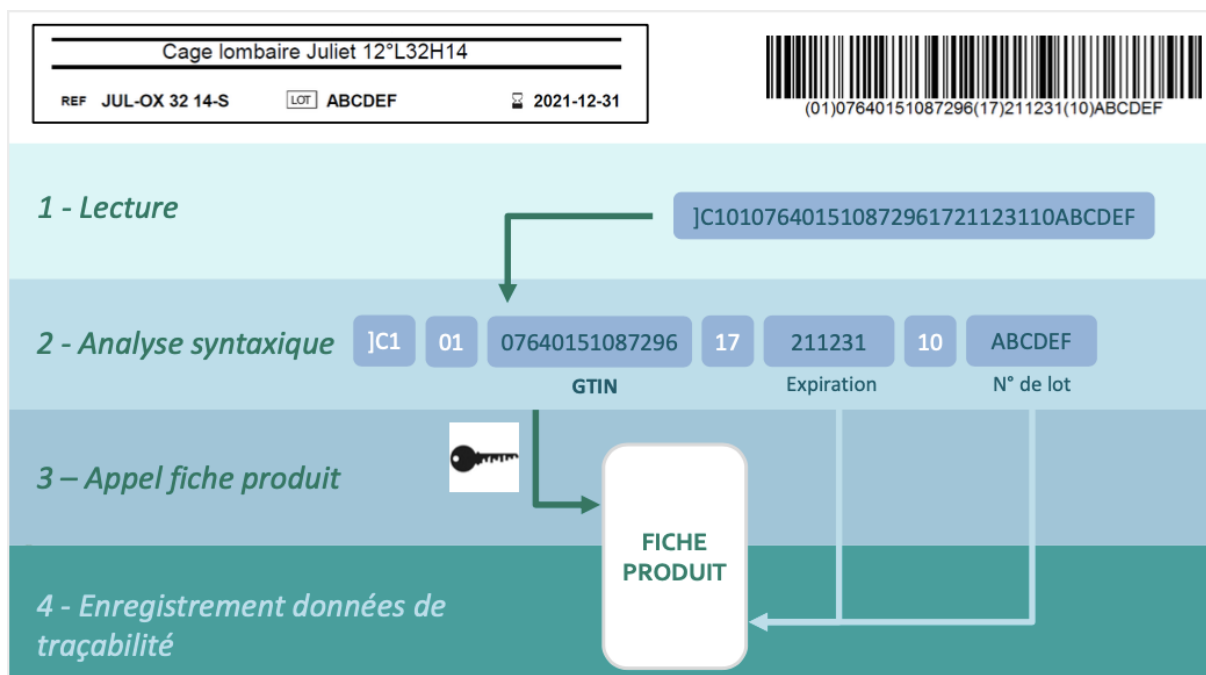 Cage lombaire Juliet 12°L32H14
REF JUL-OX 32 14-S LOT ABCDEF 2021-12-31
(01)07640151087296(17)211231(10)ABCDEF
1 - Lecture
]C101076401510872961721123110ABCDEF
2 - Analyse syntaxique ]C1 01 07640151087296 17 211231 10 ABCDEF
GTIN Expiration N° de lot
3 – Appel fiche produit
FICHE
PRODUIT
4 - Enregistrement données de
traçabilité